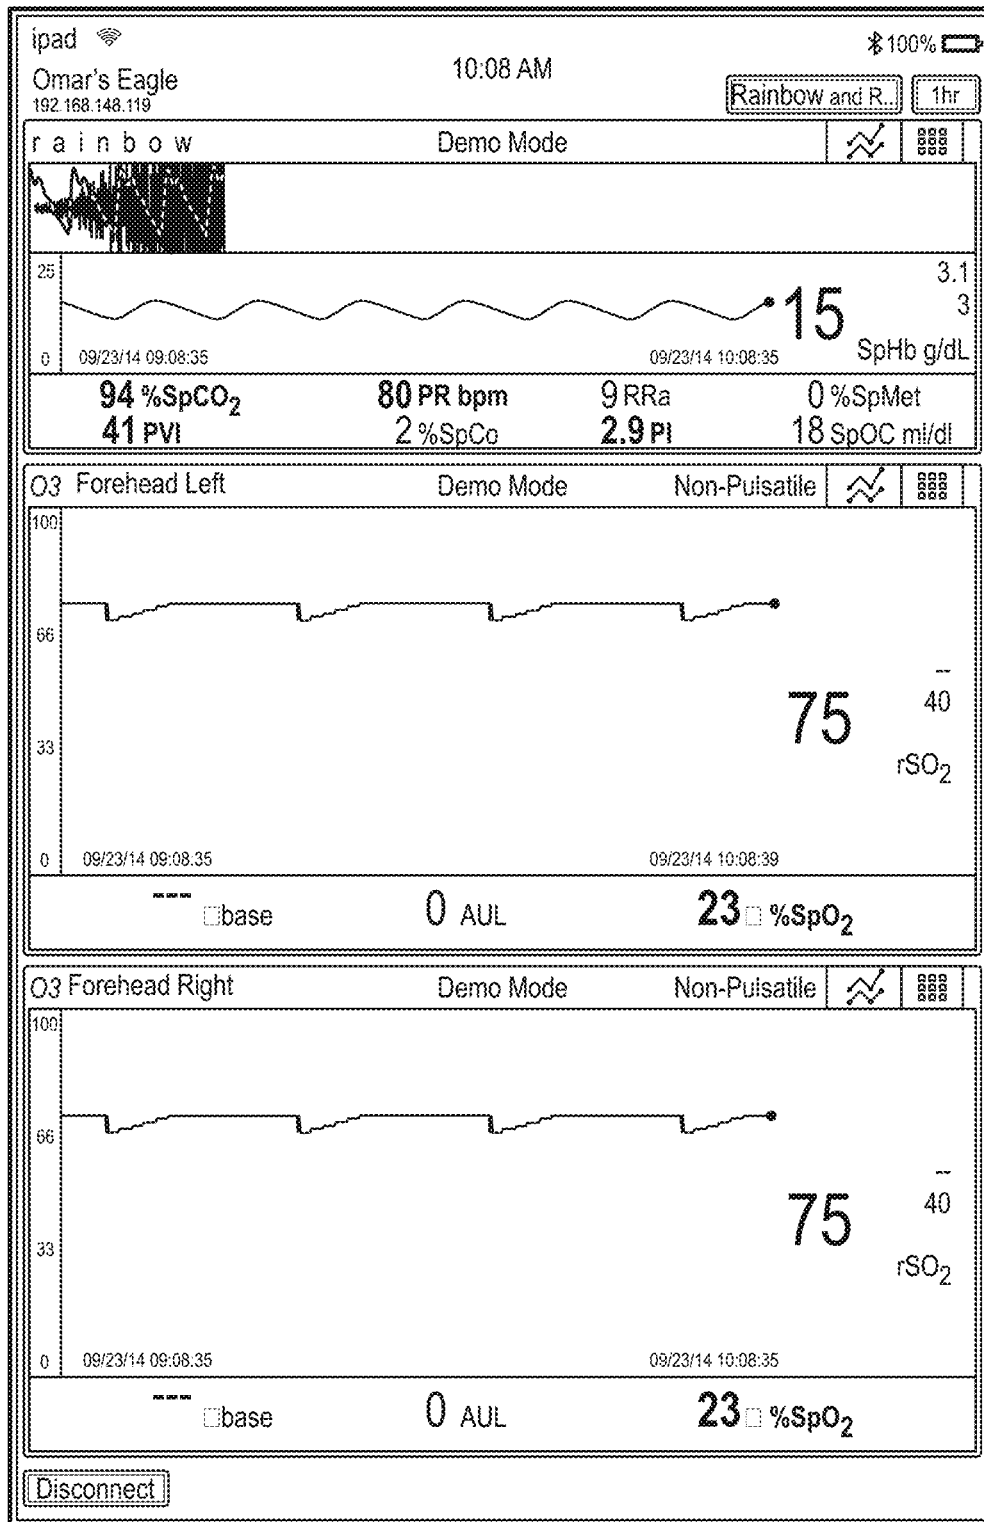 ipad
100%
Omar's Eagle
10:08 AM
192.168.148.119
Rainbow and R..
1hr
rainbow
Demo Mode
25
3.1
3
15
SpHb g/dL
0
09/23/14 09:08:35
09/23/14 10:08:35
94 %SpCO2
80 PR bpm
9 RRa
0 %SpMet
41 PVI
2 %SpCo
2.9 PI
18 SpOC ml/dl
O3 Forehead Left
Demo Mode
Non-Pulsatile
100
66
--
40
75
33
rSO2
0
09/23/14 09:08:35
09/23/14 10:08:39
--- □base
0 AUL
23□ %SpO2
O3 Forehead Right
Demo Mode
Non-Pulsatile
100
66
--
40
75
33
rSO2
0
09/23/14 09:08:35
09/23/14 10:08:35
--- □base
0 AUL
23□ %SpO2
Disconnect